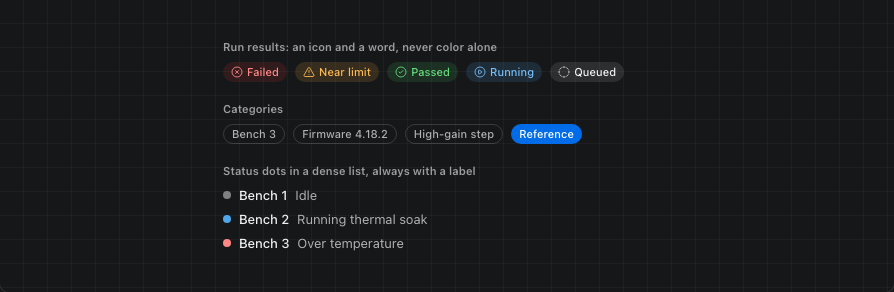 Run results: an icon and a word, never color alone
Failed Near limit Passed Running Queued
Categories
Bench 3 Firmware 4.18.2 High-gain step Reference
Status dots in a dense list, always with a label
Bench 1 Idle
Bench 2 Running thermal soak
Bench 3 Over temperature